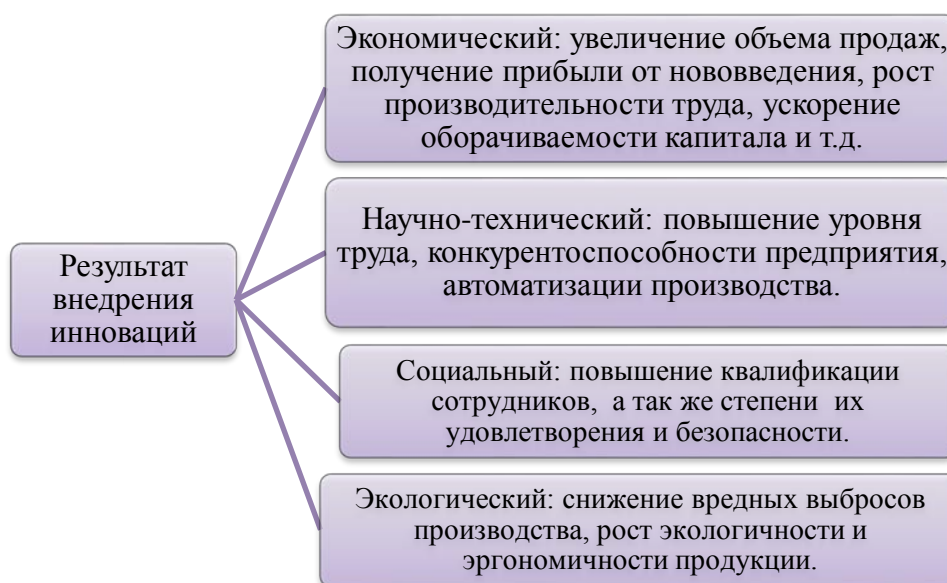 Экономический: увеличение объема продаж,
получение прибыли от нововведения, рост
производительности труда, ускорение
оборачиваемости капитала и т.д.
Научно-технический: повышение уровня
труда, конкурентоспособности предприятия,
автоматизации производства.
Результат
внедрения
инноваций
Социальный: повышение квалификации
сотрудников, а так же степени их
удовлетворения и безопасности.
Экологический: снижение вредных выбросов
производства, рост экологичности и
эргономичности продукции.